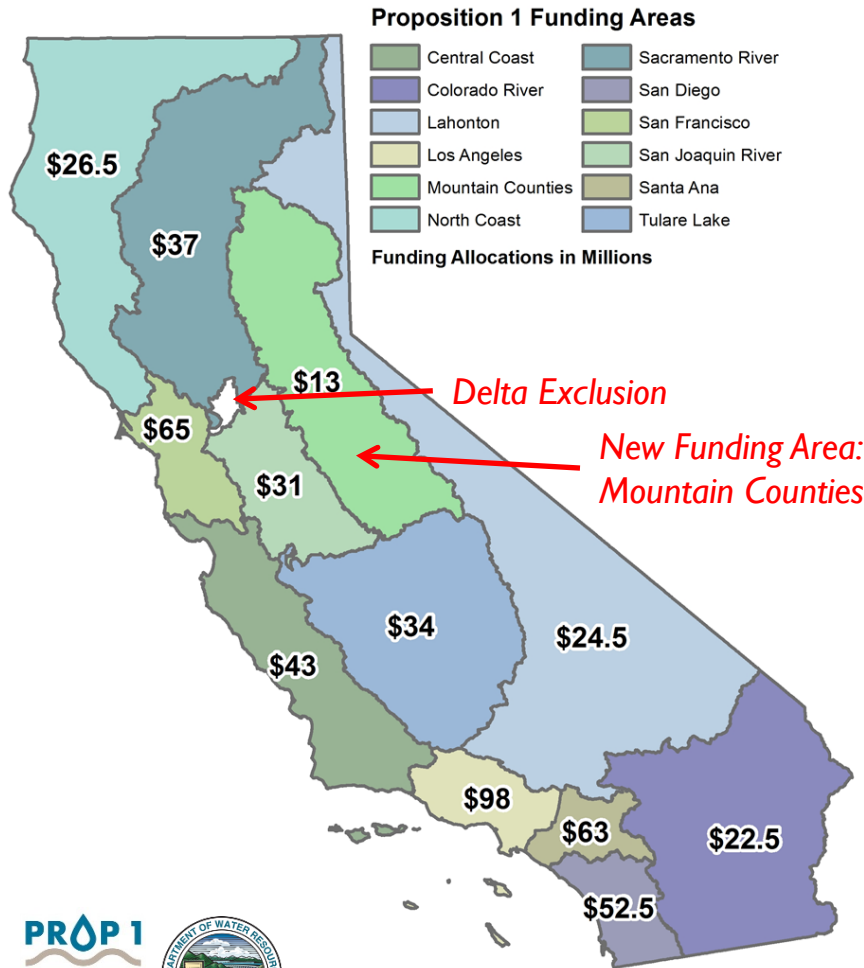 Proposition 1 Funding Areas
Central Coast
Sacramento River
Colorado River
San Diego
Lahonton
San Francisco
Los Angeles
San Joaquin River
Mountain Counties
Santa Ana
North Coast
Tulare Lake
Funding Allocations in Millions
$26.5
$37
$13
Delta Exclusion
$65
New Funding Area:
Mountain Counties
$31
$34
$24.5
$43
$98
$63
$22.5
$52.5
PROP 1
OF WATER